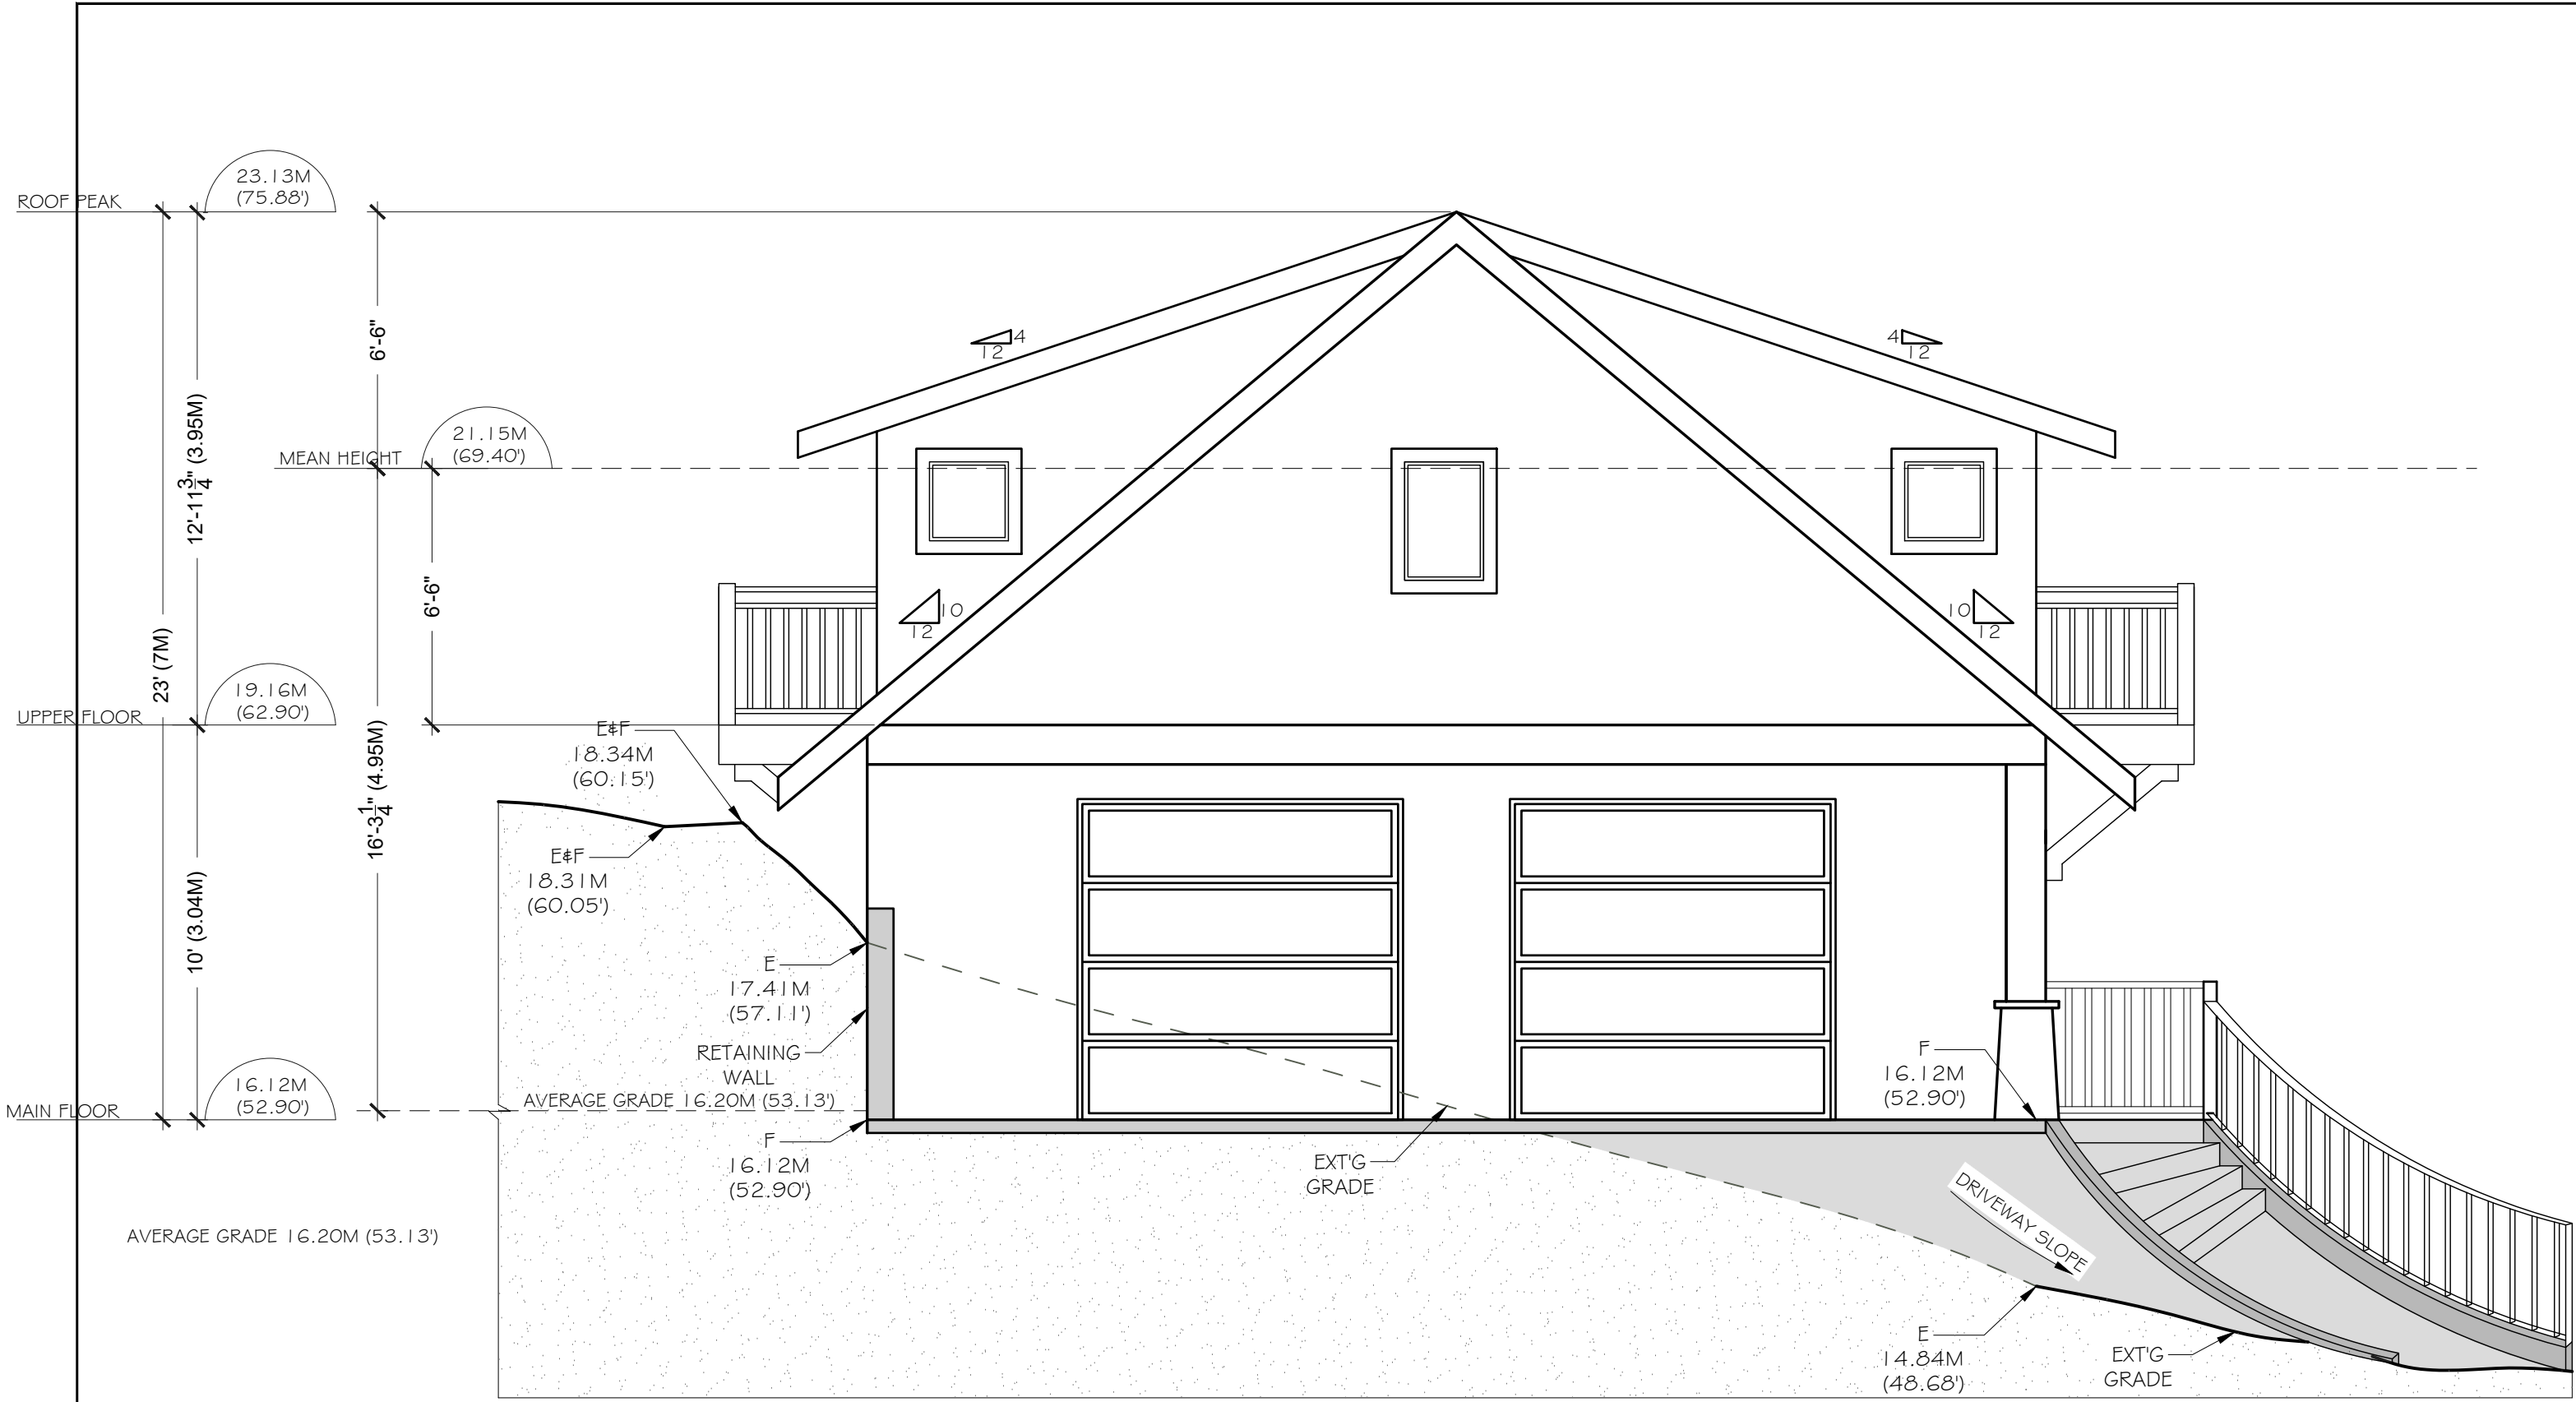 23.13M
(75.88')
ROOF PEAK
6'-6"
4
12
4
12
12'-11 3/4" (3.95M)
21.15M
(69.40')
MEAN HEIGHT
6'-6"
10
12
10
12
23' (7M)
19.16M
(62.90')
UPPER FLOOR
16'-3 1/4" (4.95M)
E&F
18.34M
(60.15')
E&F
18.31M
(60.05')
10' (3.04M)
E
17.41M
(57.11')
RETAINING
WALL
AVERAGE GRADE 16.20M (53.13')
16.12M
(52.90')
MAIN FLOOR
F
16.12M
(52.90')
F
16.12M
(52.90')
EXT'G
GRADE
DRIVEWAY SLOPE
AVERAGE GRADE 16.20M (53.13')
E
14.84M
(48.68')
EXT'G
GRADE